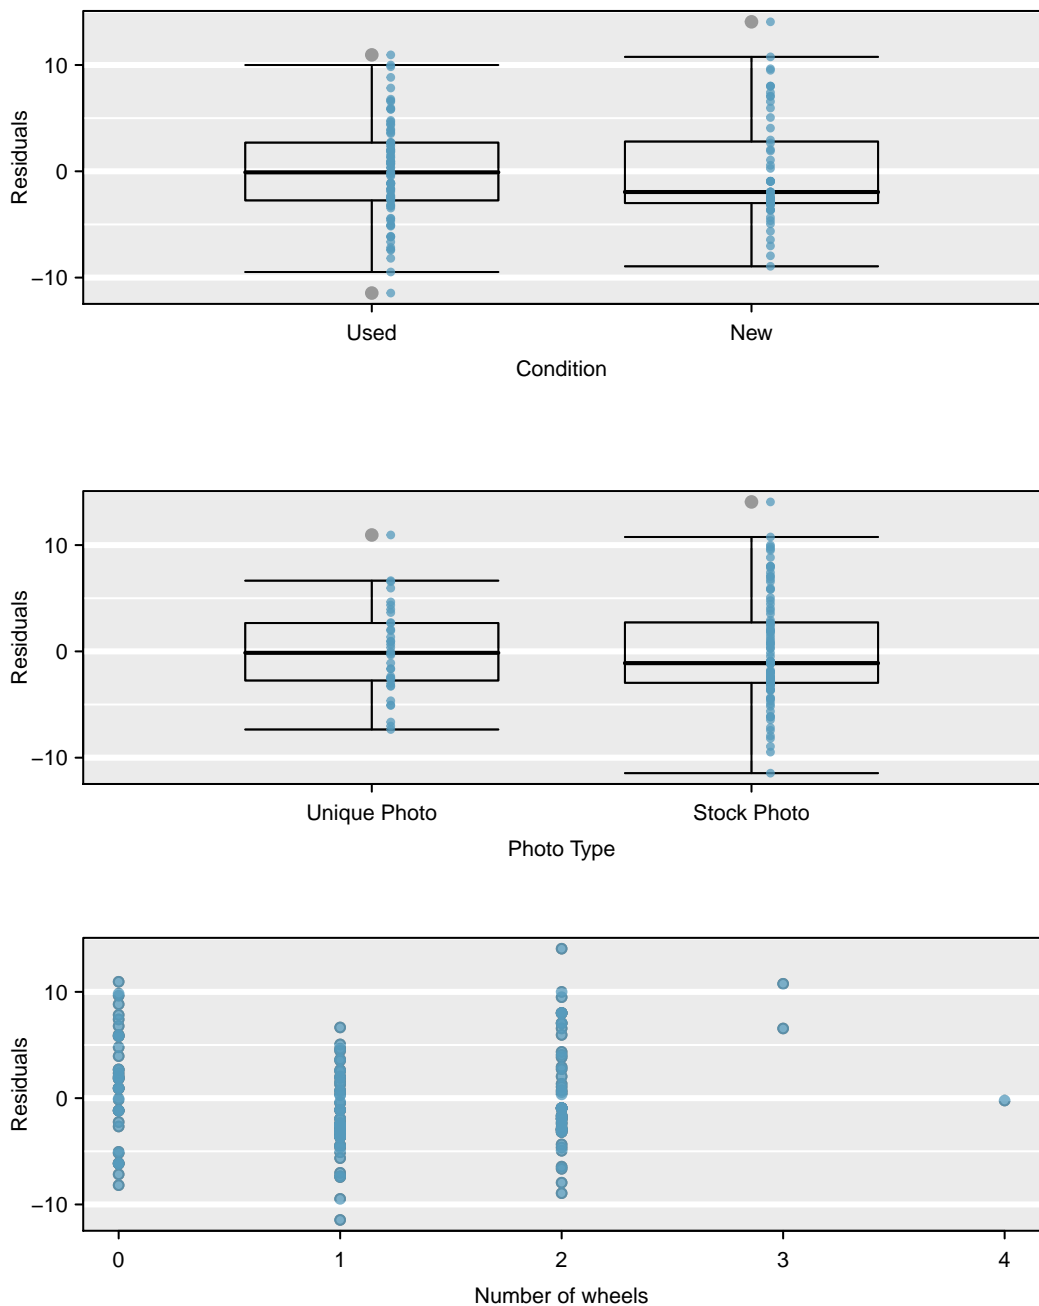 Residuals
10
0
−10
Used New
Condition
Residuals
10
0
−10
Unique Photo Stock Photo
Photo Type
Residuals
10
0
−10
0 1 2 3 4
Number of wheels